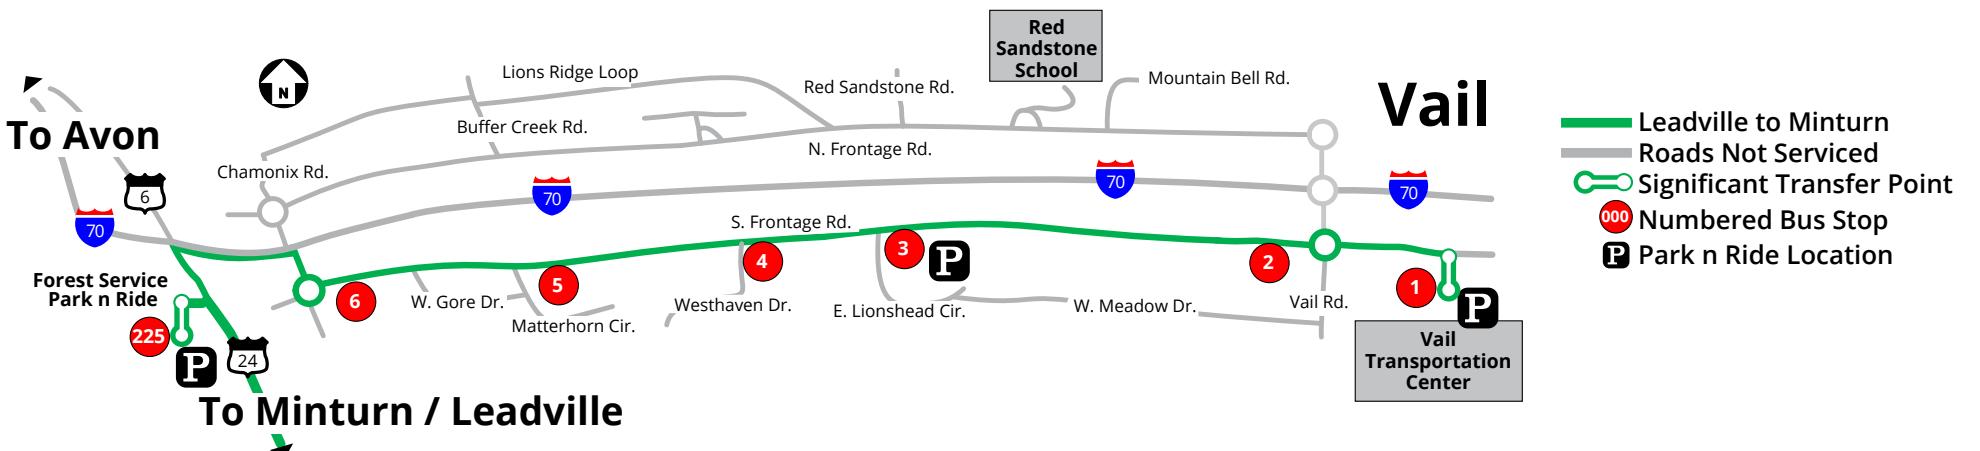 Red
Sandstone
School
Lions Ridge Loop
Red Sandstone Rd.
Mountain Bell Rd.
Vail
To Avon
Buffer Creek Rd.
N. Frontage Rd.
Chamonix Rd.
N
6
70
70
70
70
S. Frontage Rd.
Forest Service
Park n Ride
225
P
24
6
W. Gore Dr.
5
Matterhorn Cir.
4
Westhaven Dr.
3
P
E. Lionshead Cir.
W. Meadow Dr.
2
Vail Rd.
1
P
Vail
Transportation
Center
To Minturn / Leadville
Leadville to Minturn
Roads Not Serviced
Significant Transfer Point
000 Numbered Bus Stop
P Park n Ride Location